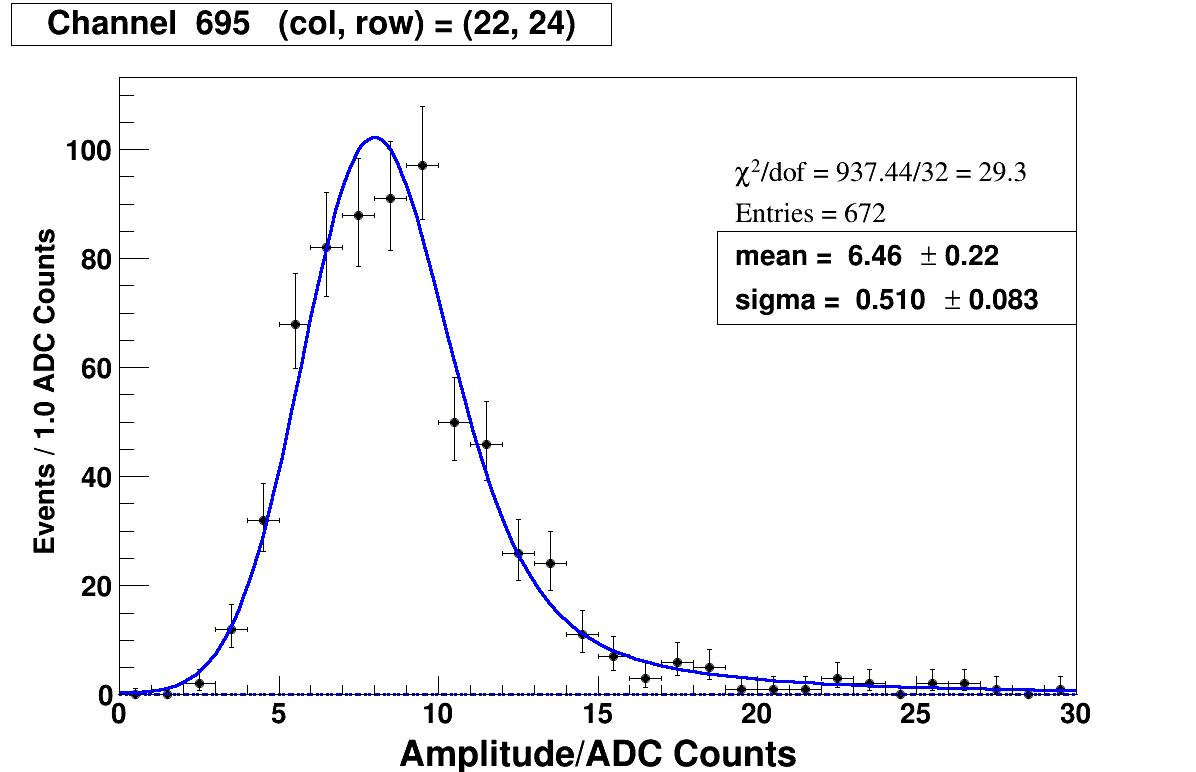 Channel 695 (col, row) = (22, 24)
χ²/dof = 937.44/32 = 29.3
Entries = 672
mean = 6.46 ± 0.22
sigma = 0.510 ± 0.083
Events / 1.0 ADC Counts
100
80
60
40
20
0
0 5 10 15 20 25 30
Amplitude/ADC Counts